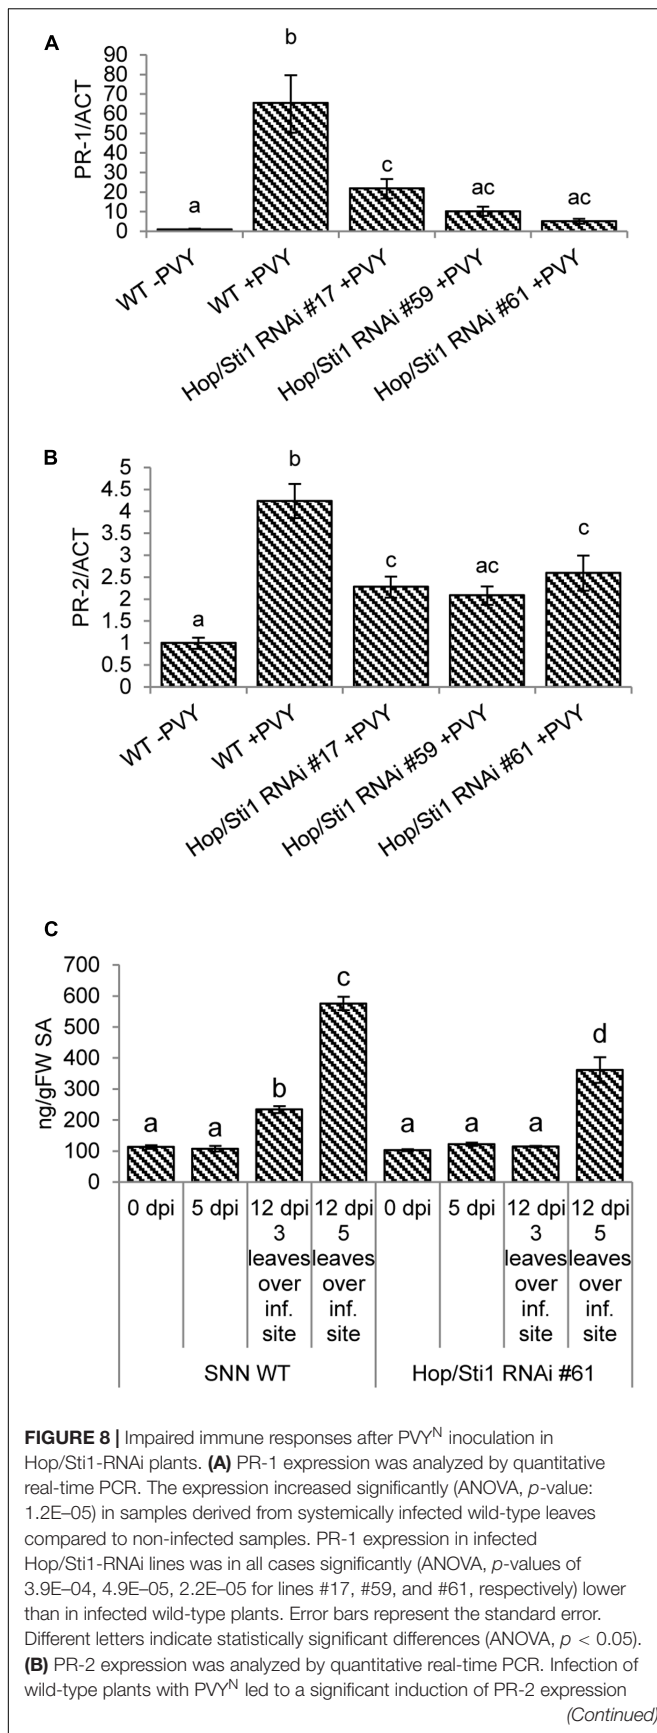 A
b
90
80
70
60
50
40
30
20
10
0
PR-1/ACT
a
c
ac
ac
WT -PVY
WT +PVY
Hop/Sti1 RNAi #17 +PVY
Hop/Sti1 RNAi #59 +PVY
Hop/Sti1 RNAi #61 +PVY
B
b
5
4.5
4
3.5
3
2.5
2
1.5
1
0.5
0
PR-2/ACT
a
c
ac
c
WT -PVY
WT +PVY
Hop/Sti1 RNAi #17 +PVY
Hop/Sti1 RNAi #59 +PVY
Hop/Sti1 RNAi #61 +PVY
C
700
600
500
400
300
200
100
0
ng/gFW SA
a
a
b
c
a
a
a
d
0 dpi
5 dpi
12 dpi
3
leaves
over
inf.
site
12 dpi
5
leaves
over
inf.
site
0 dpi
5 dpi
12 dpi
3
leaves
over
inf.
site
12 dpi
5
leaves
over
inf.
site
SNN WT
Hop/Sti1 RNAi #61
FIGURE 8 | Impaired immune responses after PVYᴺ inoculation in
Hop/Sti1-RNAi plants. (A) PR-1 expression was analyzed by quantitative
real-time PCR. The expression increased significantly (ANOVA, p-value:
1.2E–05) in samples derived from systemically infected wild-type leaves
compared to non-infected samples. PR-1 expression in infected
Hop/Sti1-RNAi lines was in all cases significantly (ANOVA, p-values of
3.9E–04, 4.9E–05, 2.2E–05 for lines #17, #59, and #61, respectively) lower
than in infected wild-type plants. Error bars represent the standard error.
Different letters indicate statistically significant differences (ANOVA, p < 0.05).
(B) PR-2 expression was analyzed by quantitative real-time PCR. Infection of
wild-type plants with PVYᴺ led to a significant induction of PR-2 expression
(Continued)